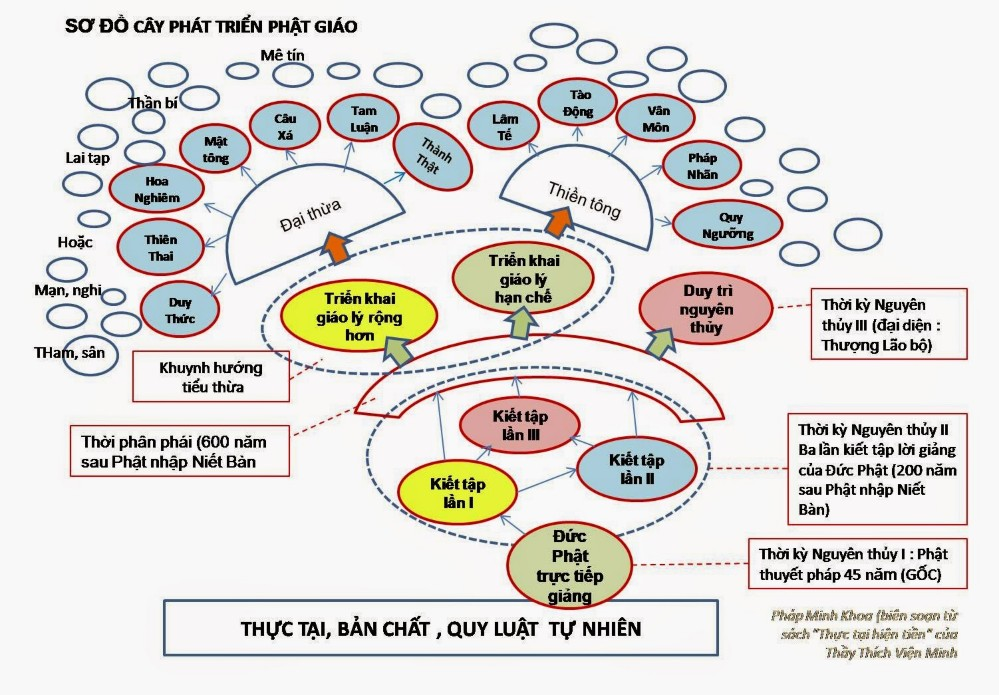 SƠ ĐỒ CÂY PHÁT TRIỂN PHẬT GIÁO
Mê tín
Thần bí
Lai tạp
Hoặc
Mạn, nghi
THam, sân
Duy
Thức
Thiên
Thai
Hoa
Nghiêm
Mật
tông
Câu
Xá
Tam
Luận
Thành
Thật
Đại thừa
Lâm
Tế
Tào
Động
Vân
Môn
Pháp
Nhãn
Quy
Ngưỡng
Thiền tông
Triển khai
giáo lý rộng
hơn
Triển khai
giáo lý
hạn chế
Duy trì
nguyên
thủy
Thời kỳ Nguyên
thủy III (đại diện :
Thượng Lão bộ)
Khuynh hướng
tiểu thừa
Thời phân phái (600 năm
sau Phật nhập Niết Bàn
Kiết tập
lần III
Kiết tập
lần II
Kiết tập
lần I
Thời kỳ Nguyên thủy II
Ba lần kiết tập lời giảng
của Đức Phật (200 năm
sau Phật nhập Niết
Bàn)
Đức
Phật
trực tiếp
giảng
Thời kỳ Nguyên thủy I : Phật
thuyết pháp 45 năm (GỐC)
THỰC TẠI, BẢN CHẤT , QUY LUẬT TỰ NHIÊN
Pháp Minh Khoa (biên soạn từ
sách "Thực tại hiện tiền" của
Thầy Thích Viên Minh